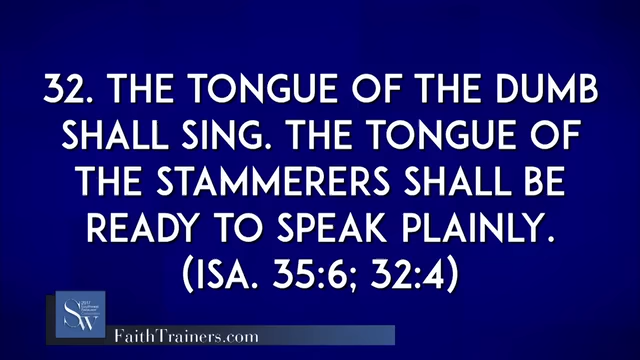 32. THE TONGUE OF THE DUMB
SHALL SING. THE TONGUE OF
THE STAMMERERS SHALL BE
READY TO SPEAK PLAINLY.
(ISA. 35:6; 32:4)
SW
FaithTrainers.com